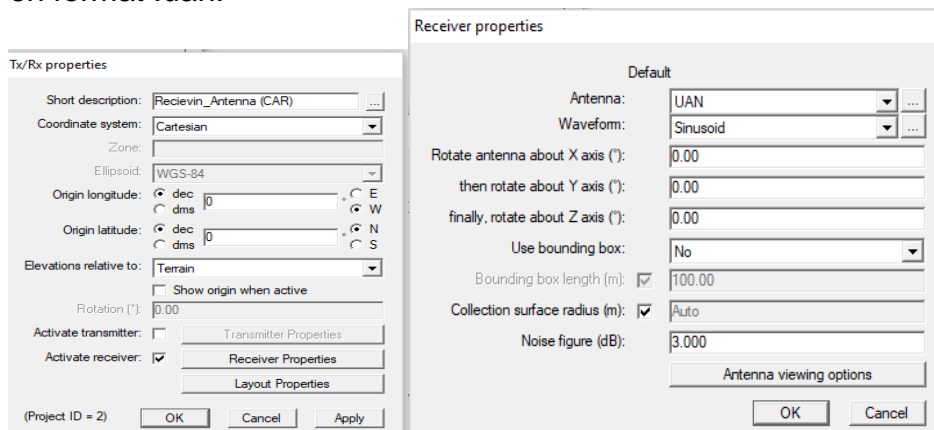 en format .uan.
Tx/Rx properties
Short description: Recievin_Antenna (CAR) ...
Coordinate system: Cartesian
Zone:
Ellipsoid: WGS-84
Origin longitude: dec dms 0 ° E W
Origin latitude: dec dms 0 ° N S
Elevations relative to: Terrain
Show origin when active
Rotation (°): 0.00
Activate transmitter: Transmitter Properties
Activate receiver: Receiver Properties
Layout Properties
(Project ID = 2) OK Cancel Apply
Receiver properties
Default
Antenna: UAN ...
Waveform: Sinusoid ...
Rotate antenna about X axis (°): 0.00
then rotate about Y axis (°): 0.00
finally, rotate about Z axis (°): 0.00
Use bounding box: No
Bounding box length (m): 100.00
Collection surface radius (m): Auto
Noise figure (dB): 3.000
Antenna viewing options
OK Cancel